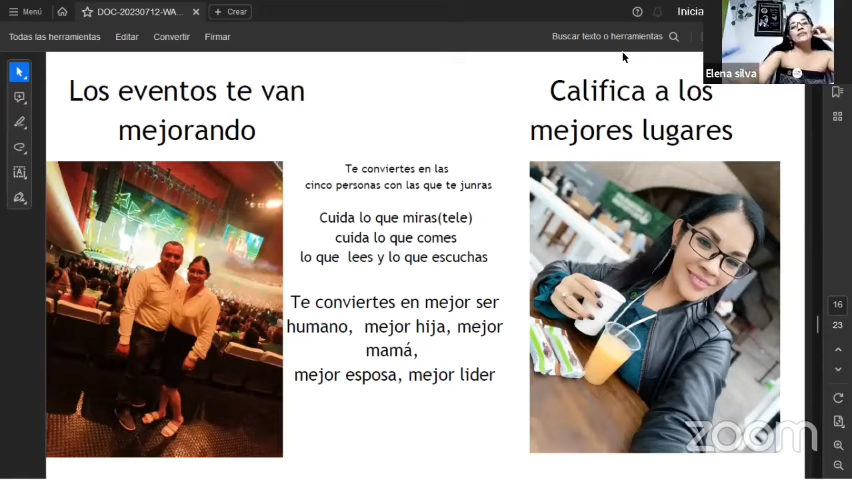 Menú
DOC-20230712-WA...
Crear
Inicia
Todas las herramientas
Editar
Convertir
Firmar
Buscar texto o herramientas
Elena silva
Los eventos te van
mejorando
Califica a los
mejores lugares
Te conviertes en las
cinco personas con las que te junras
Cuida lo que miras(tele)
cuida lo que comes
lo que lees y lo que escuchas
Te conviertes en mejor ser
humano, mejor hija, mejor
mamá,
mejor esposa, mejor lider
16
23
zoom